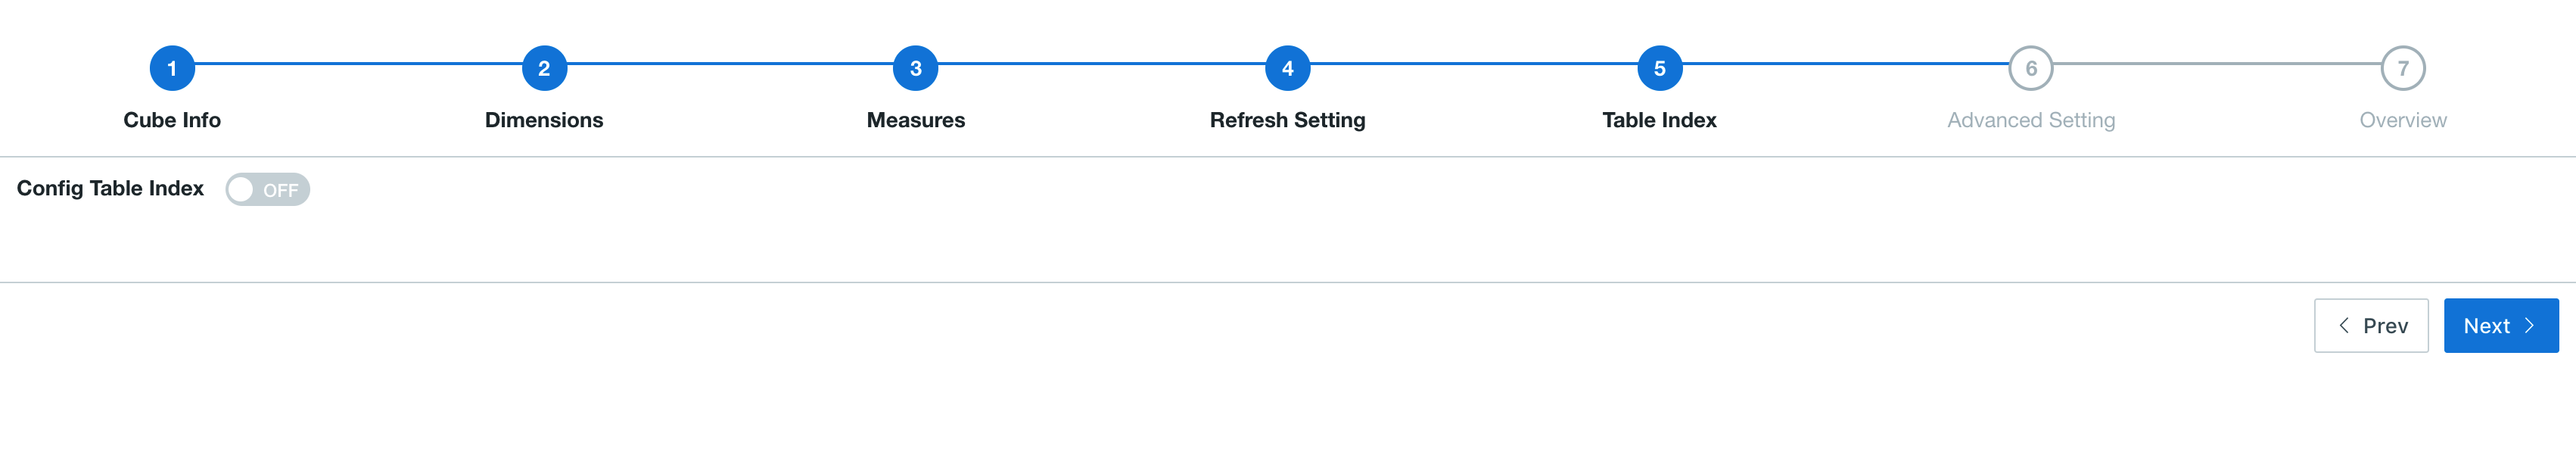 1 2 3 4 5 6 7
Cube Info Dimensions Measures Refresh Setting Table Index Advanced Setting Overview
Config Table Index OFF
Prev Next